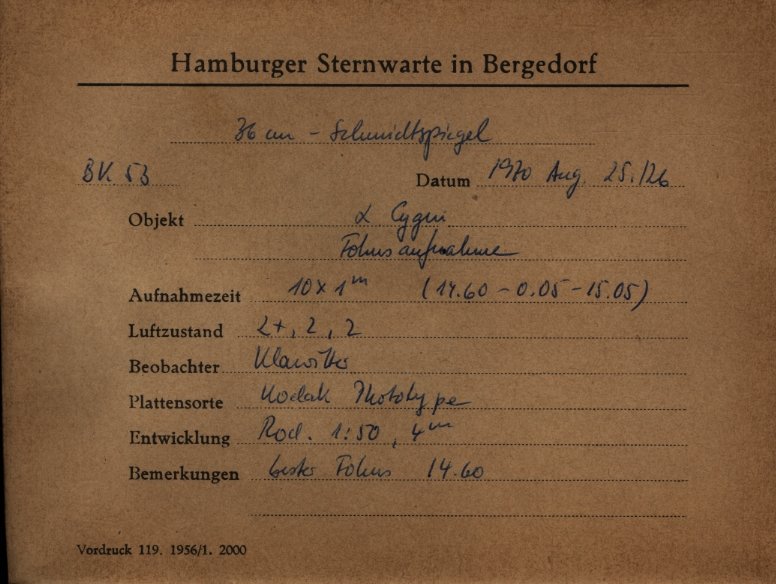 Hamburger Sternwarte in Bergedorf
36 cm - Schmidtspiegel
BV. 53 Datum 1970 Aug. 25./26
Objekt α Cygni
Fokusaufnahme
Aufnahmezeit 10 x 1ᵐ (14.60 - 0.05 - 15.05)
Luftzustand 2+, 2, 2
Beobachter Klawitter
Plattensorte Kodak Phototype
Entwicklung Rod. 1:50, 4ᵐ
Bemerkungen bester Fokus 14.60
Vordruck 119. 1956/1. 2000